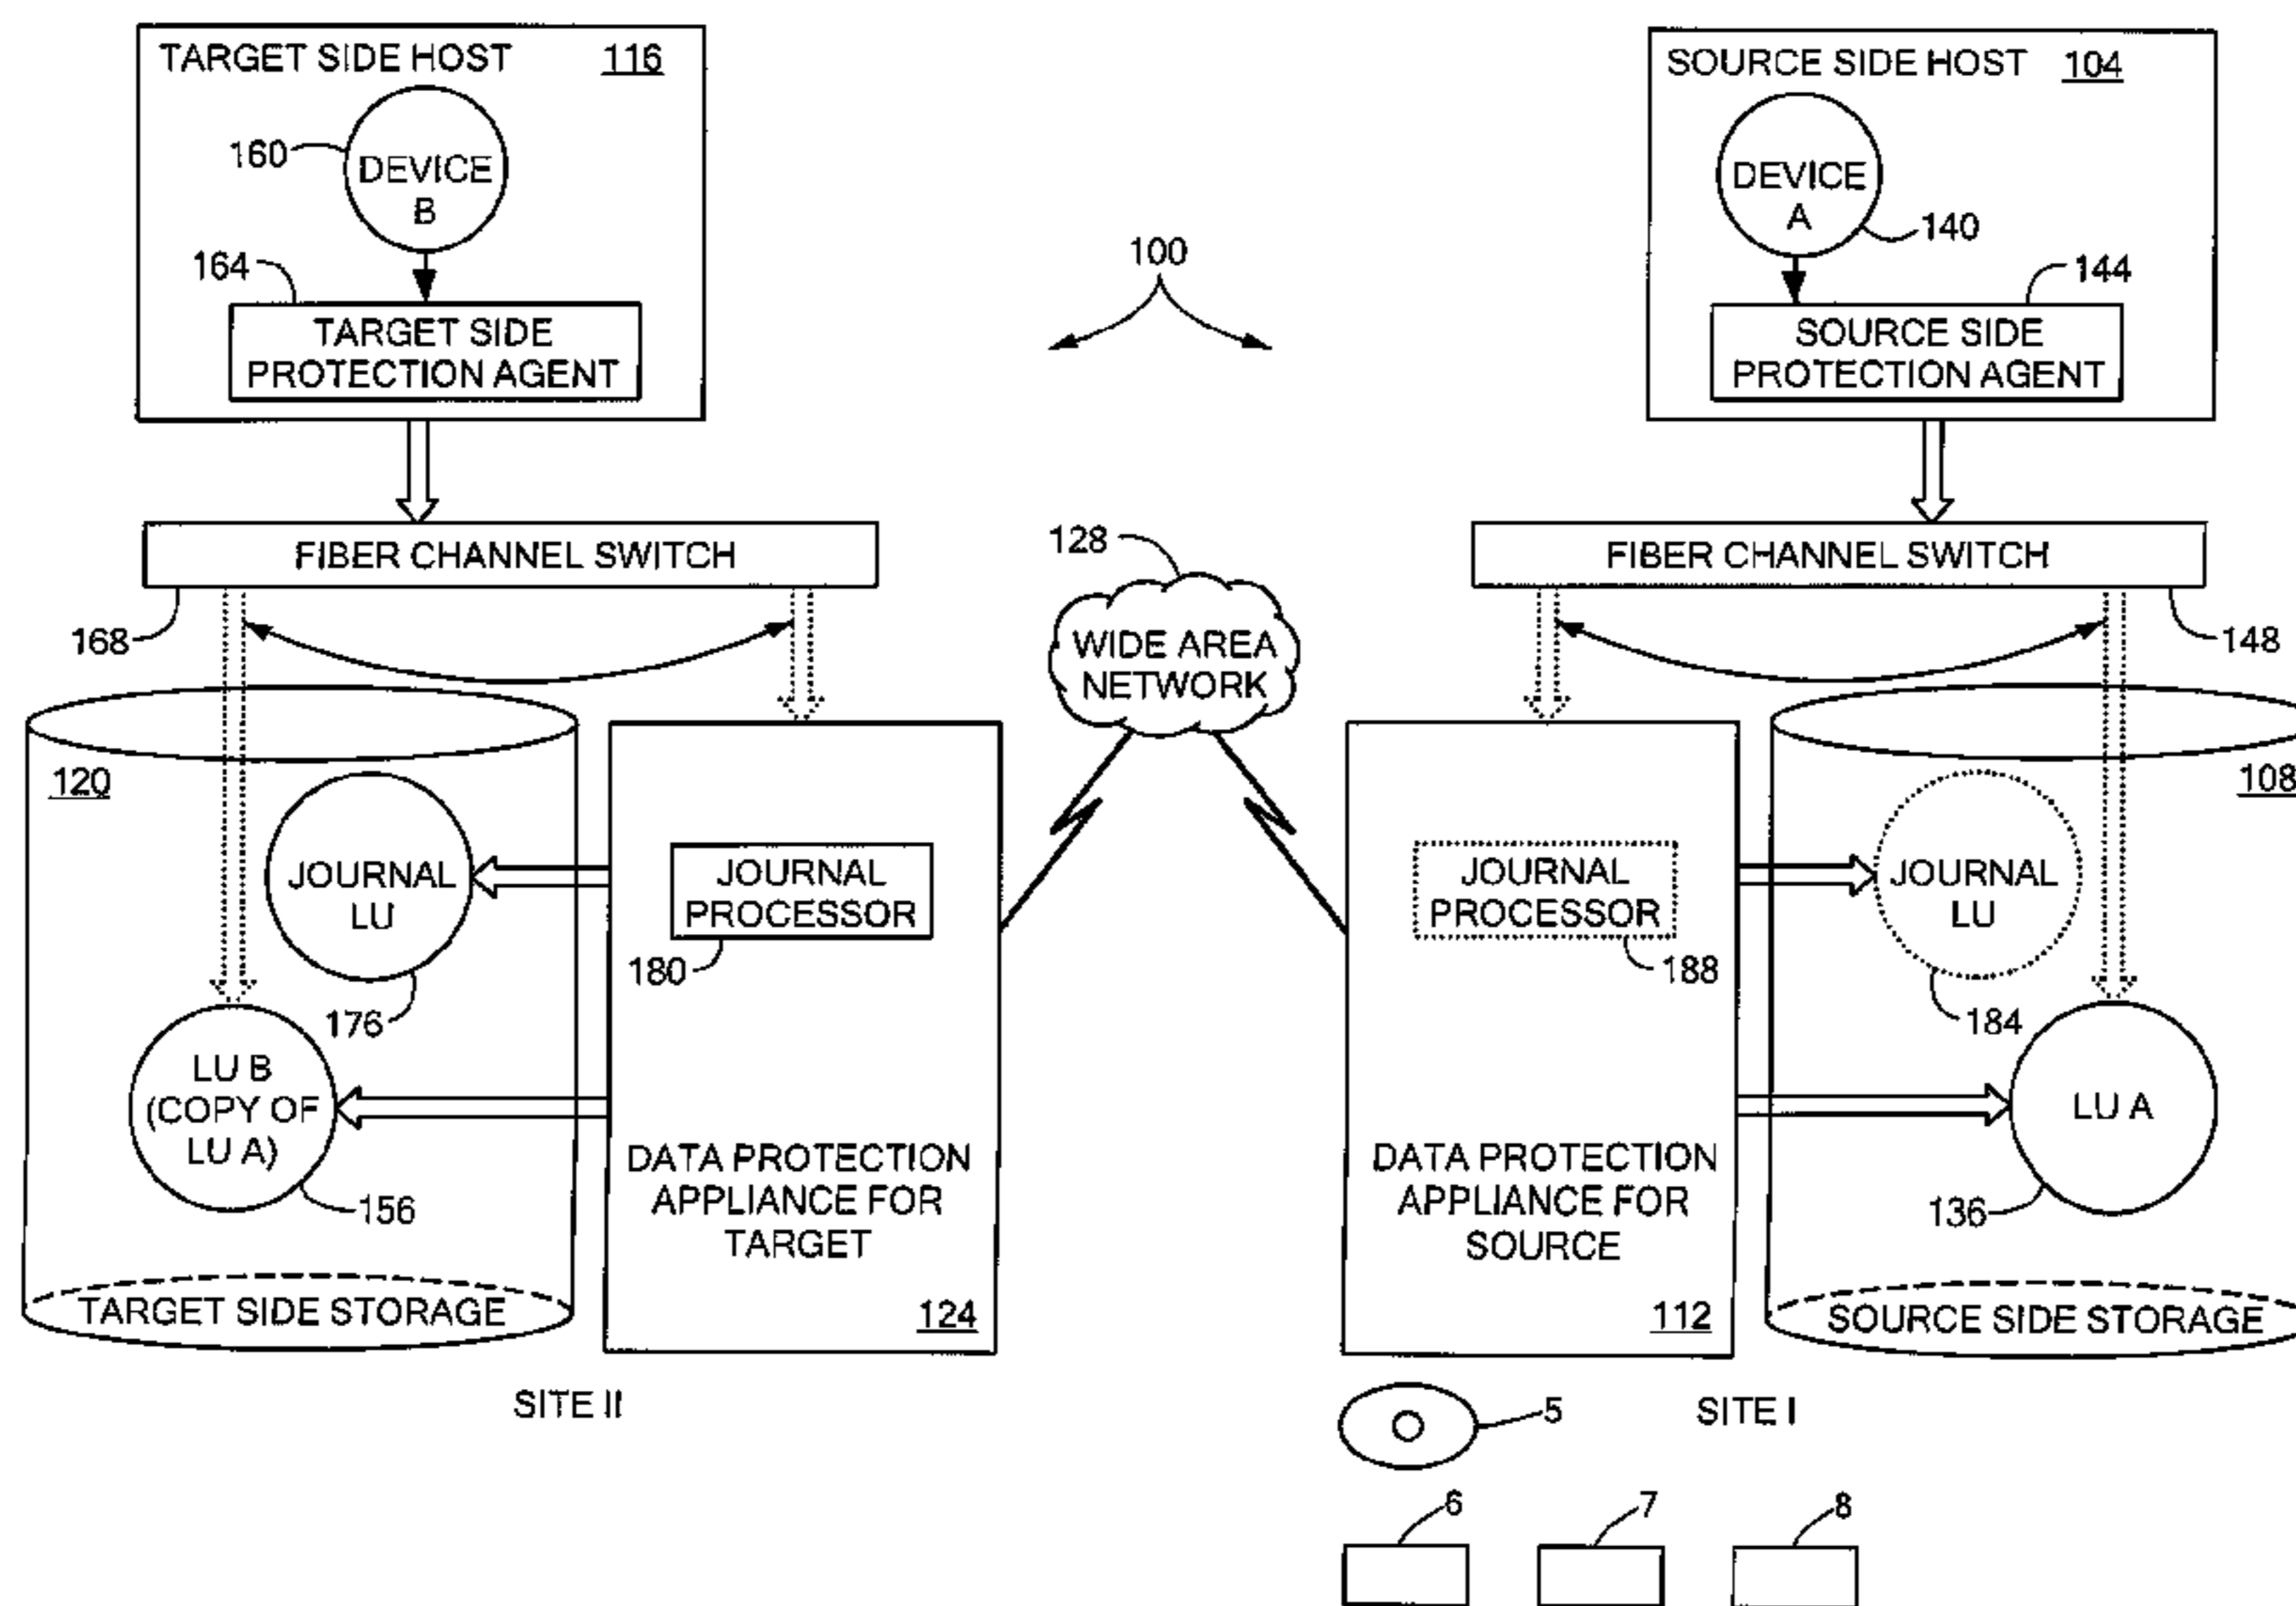 TARGET SIDE HOST 116
160
DEVICE
B
164
TARGET SIDE
PROTECTION AGENT
100
SOURCE SIDE HOST 104
DEVICE
A
140
144
SOURCE SIDE
PROTECTION AGENT
FIBER CHANNEL SWITCH
168
128
WIDE AREA
NETWORK
FIBER CHANNEL SWITCH
148
120
JOURNAL
LU
176
LU B
(COPY OF
LU A)
156
TARGET SIDE STORAGE
JOURNAL
PROCESSOR
180
DATA PROTECTION
APPLIANCE FOR
TARGET
124
SITE II
JOURNAL
PROCESSOR
188
DATA PROTECTION
APPLIANCE FOR
SOURCE
112
108
JOURNAL
LU
184
LU A
136
SOURCE SIDE STORAGE
SITE I
5
6
7
8